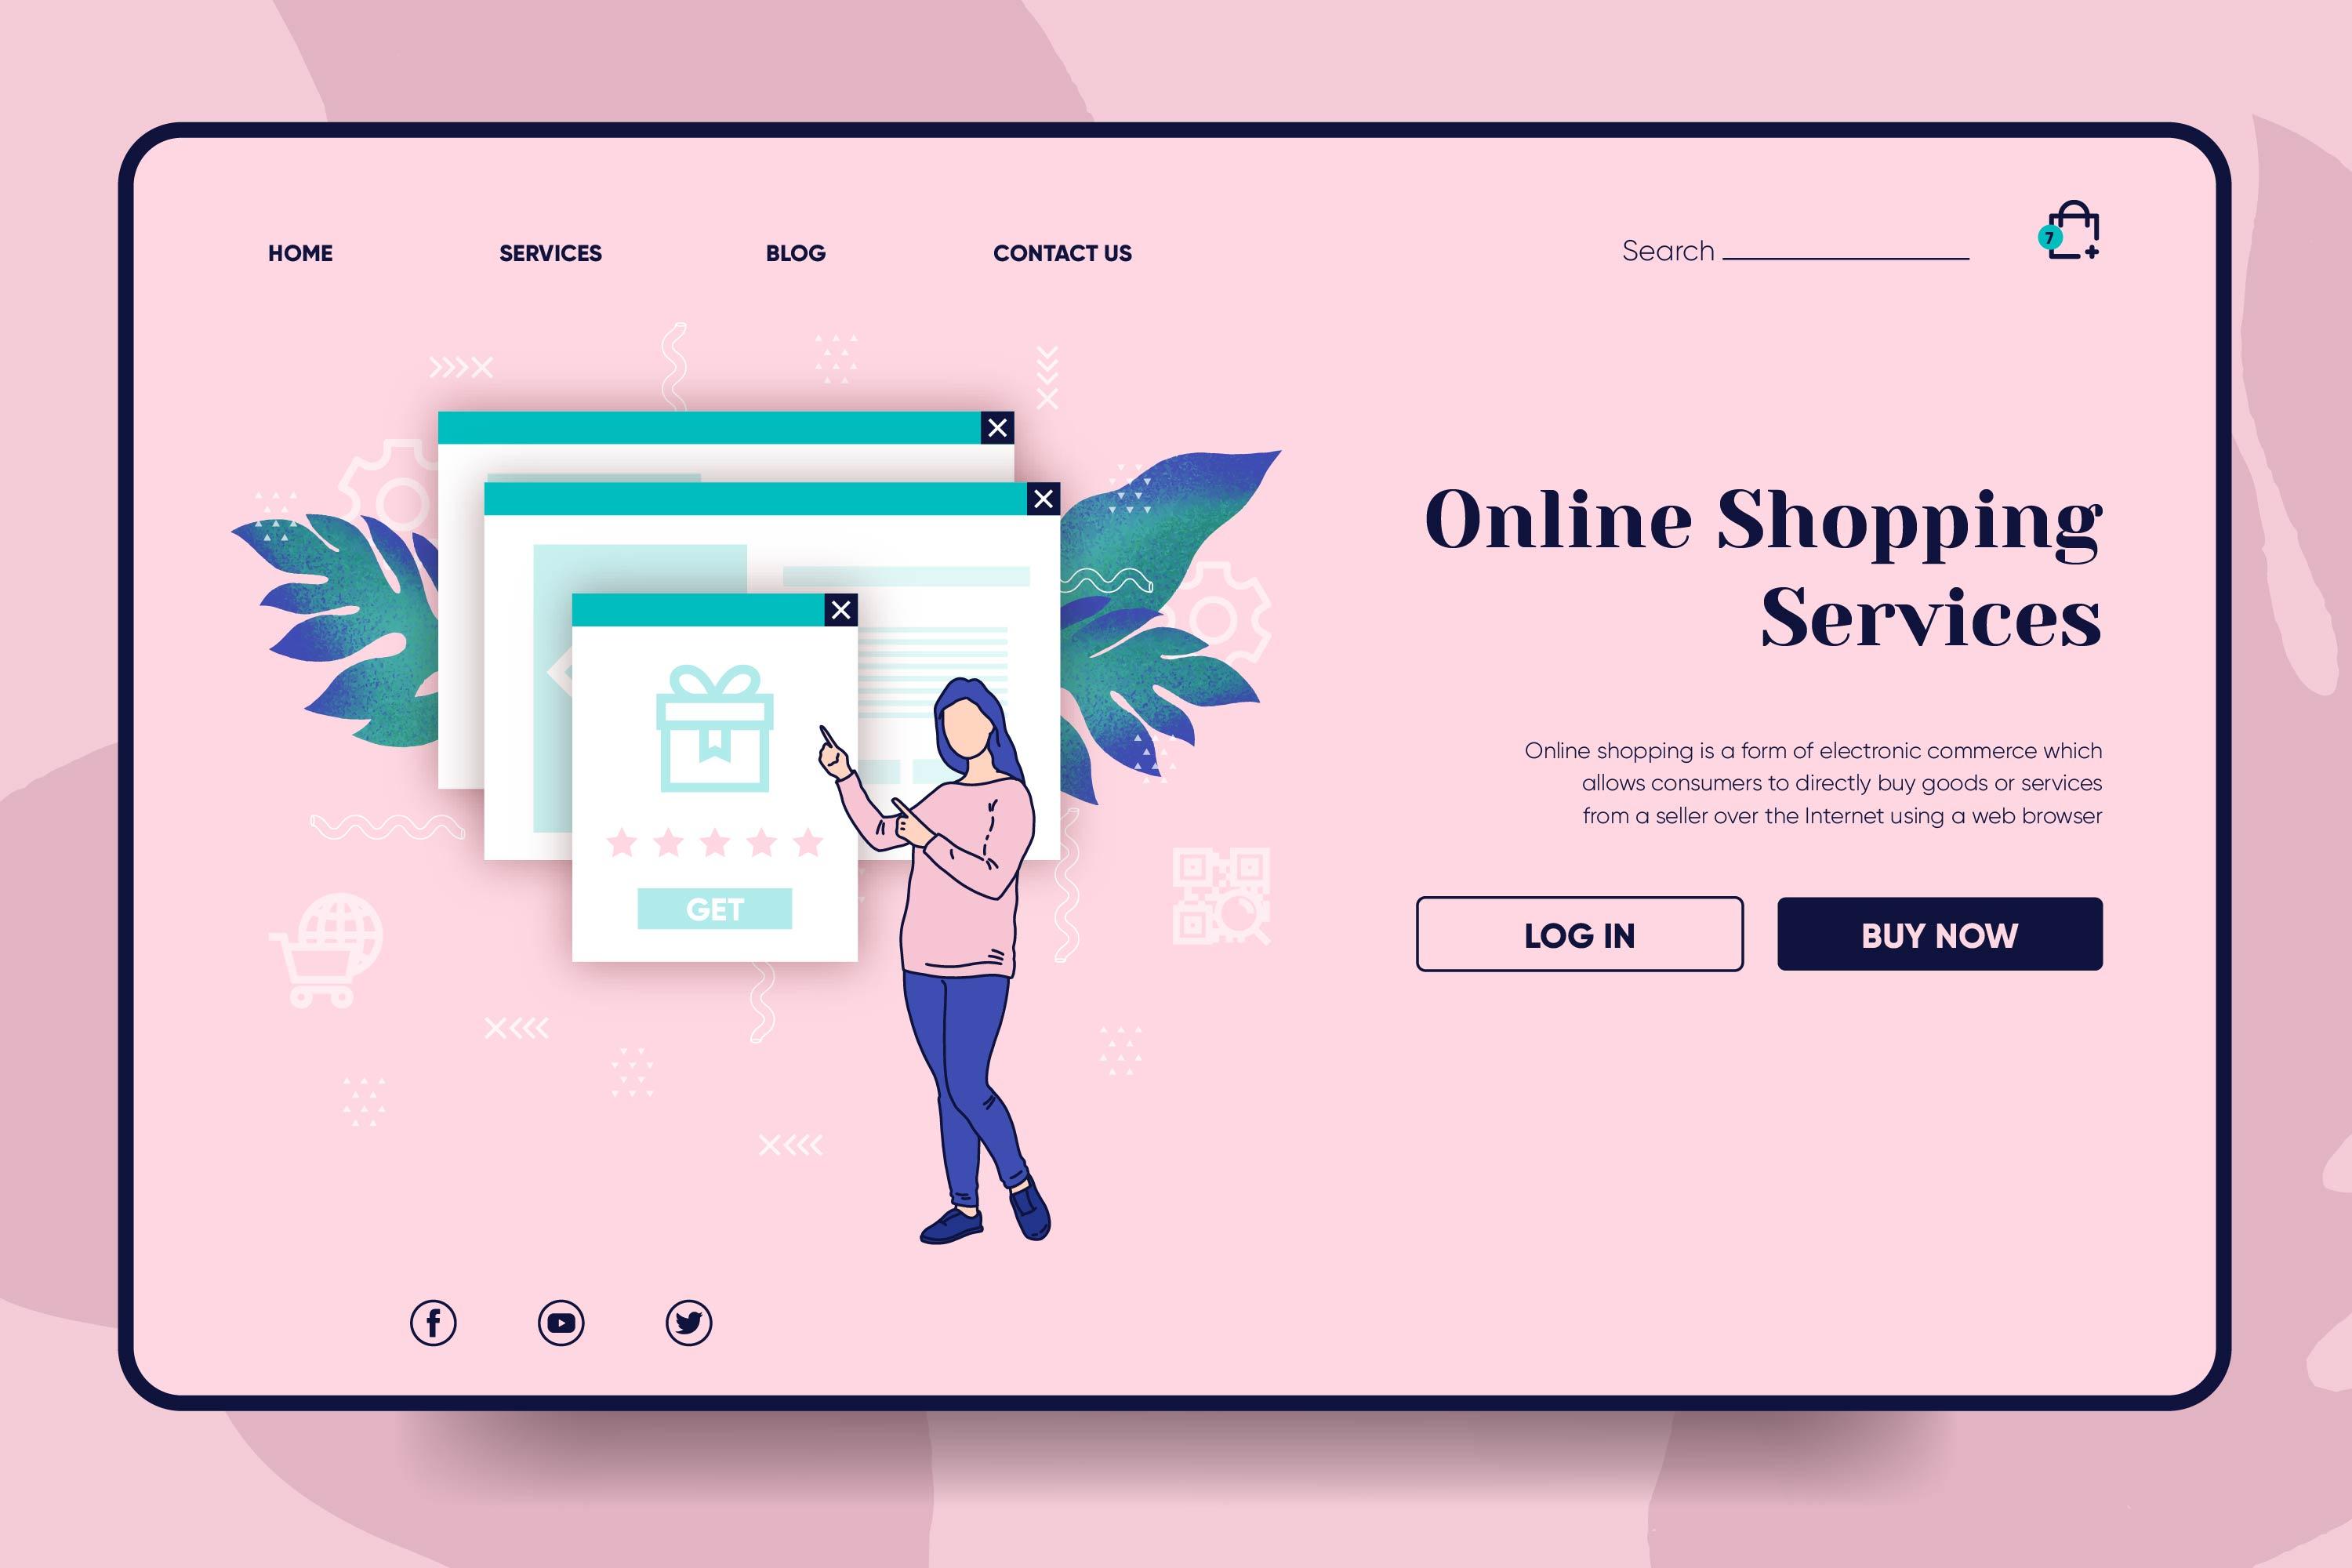 HOME
SERVICES
BLOG
CONTACT US
Search
7
Online Shopping
Services
Online shopping is a form of electronic commerce which
allows consumers to directly buy goods or services
from a seller over the Internet using a web browser
LOG IN
BUY NOW
GET